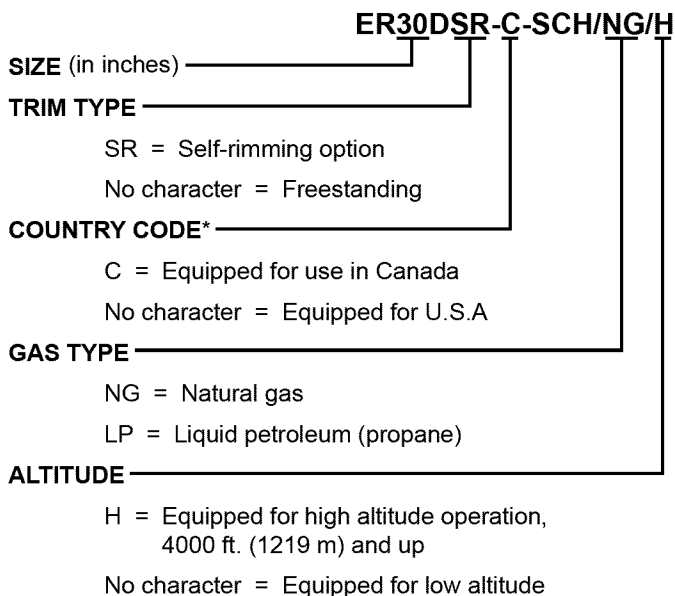 ER30DSR-C-SCH/NG/H
SIZE (in inches)
TRIM TYPE
SR = Self-rimming option
No character = Freestanding
COUNTRY CODE*
C = Equipped for use in Canada
No character = Equipped for U.S.A
GAS TYPE
NG = Natural gas
LP = Liquid petroleum (propane)
ALTITUDE
H = Equipped for high altitude operation,
4000 ft. (1219 m) and up
No character = Equipped for low altitude